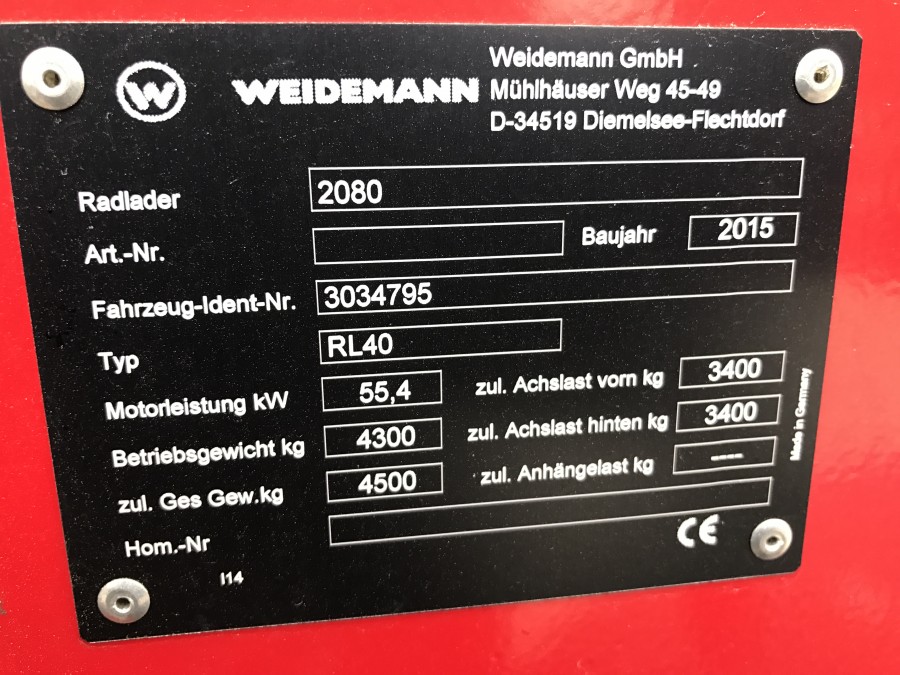 Weidemann GmbH
W WEIDEMANN Mühlhäuser Weg 45-49
D-34519 Diemelsee-Flechtdorf
Radlader 2080
Art.-Nr. Baujahr 2015
Fahrzeug-Ident-Nr. 3034795
Typ RL40
Motorleistung kW 55,4 zul. Achslast vorn kg 3400
Betriebsgewicht kg 4300 zul. Achslast hinten kg 3400
zul. Ges Gew.kg 4500 zul. Anhängelast kg ----
Hom.-Nr
CE
I14
Made in Germany